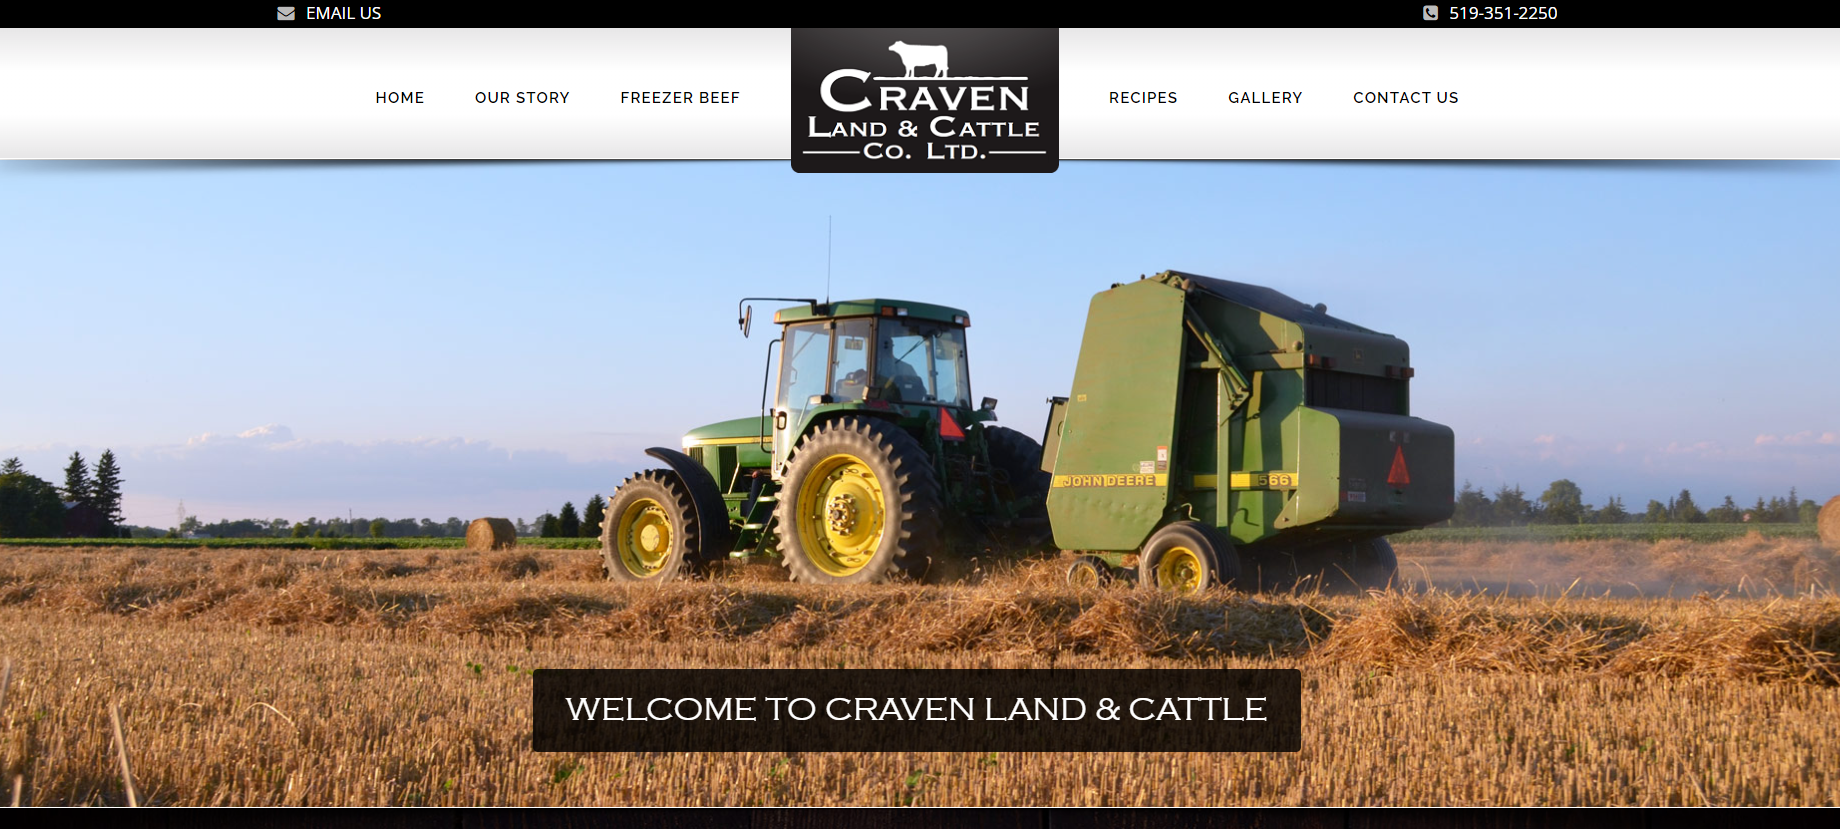 EMAIL US
519-351-2250
HOME
OUR STORY
FREEZER BEEF
CRAVEN
LAND & CATTLE
CO. LTD.
RECIPES
GALLERY
CONTACT US
JOHN DEERE
566
WELCOME TO CRAVEN LAND & CATTLE